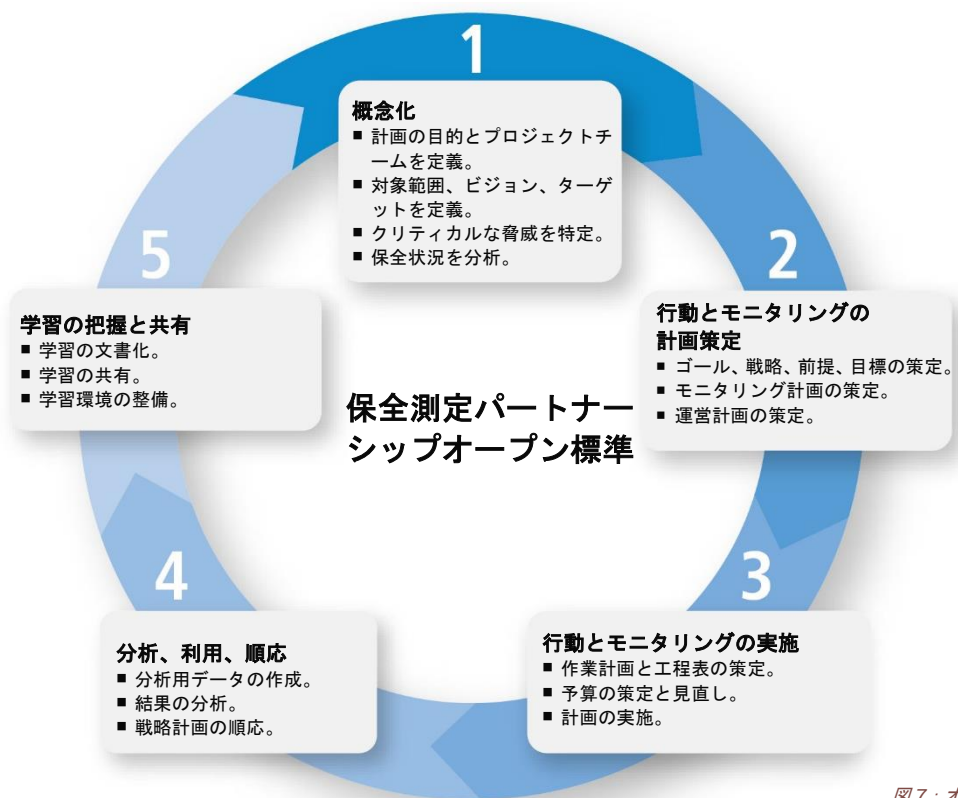 1
概念化
■ 計画の目的とプロジェクトチ
ームを定義。
■ 対象範囲、ビジョン、ターゲ
ットを定義。
■ クリティカルな脅威を特定。
■ 保全状況を分析。
2
行動とモニタリングの
計画策定
■ ゴール、戦略、前提、目標の策定。
■ モニタリング計画の策定。
■ 運営計画の策定。
3
行動とモニタリングの実施
■ 作業計画と工程表の策定。
■ 予算の策定と見直し。
■ 計画の実施。
4
分析、利用、順応
■ 分析用データの作成。
■ 結果の分析。
■ 戦略計画の順応。
5
学習の把握と共有
■ 学習の文書化。
■ 学習の共有。
■ 学習環境の整備。
保全測定パートナー
シップオープン標準
図7：オ